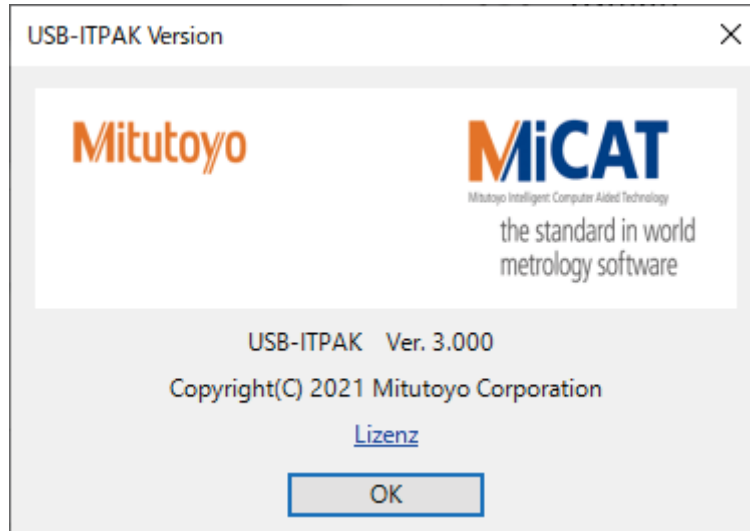 USB-ITPAK Version
Mitutoyo
MiCAT
Mitutoyo Intelligent Computer Aided Technology
the standard in world
metrology software
USB-ITPAK Ver. 3.000
Copyright(C) 2021 Mitutoyo Corporation
Lizenz
OK